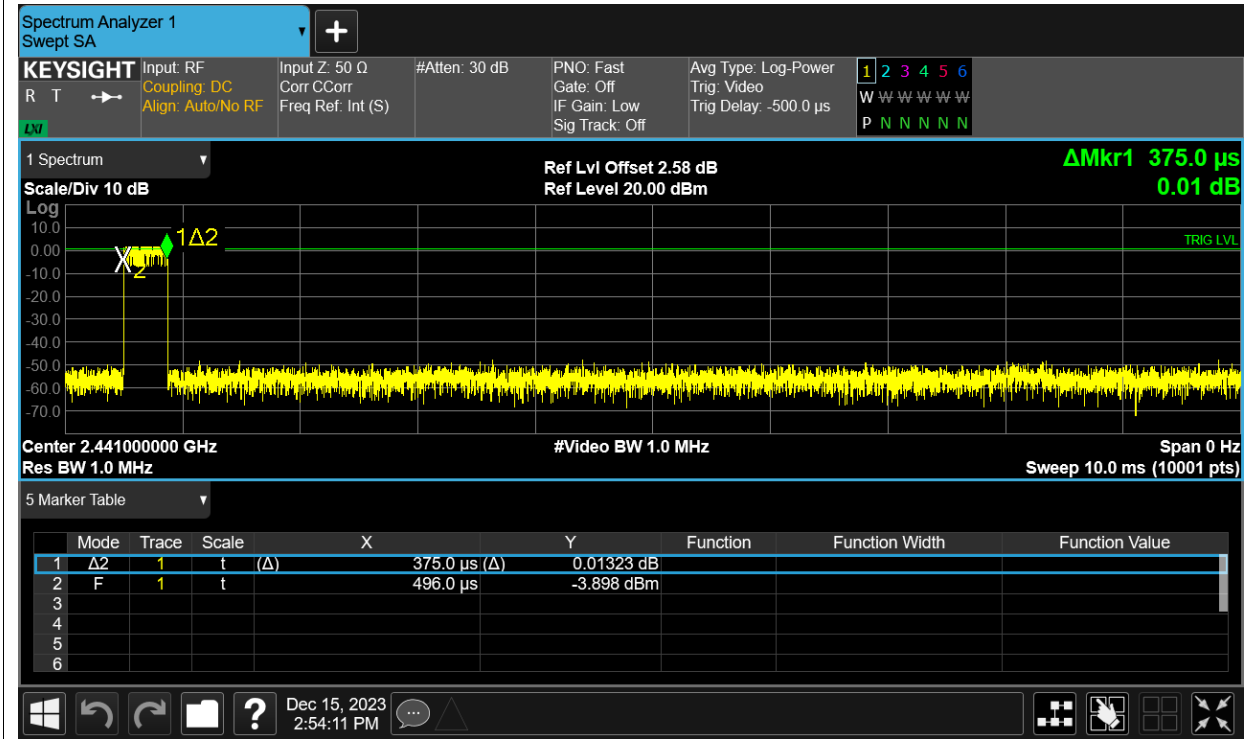 Spectrum Analyzer 1
Swept SA
KEYSIGHT
R T
LXI
Input: RF
Coupling: DC
Align: Auto/No RF
Input Z: 50 Ω
Corr CCorr
Freq Ref: Int (S)
#Atten: 30 dB
PNO: Fast
Gate: Off
IF Gain: Low
Sig Track: Off
Avg Type: Log-Power
Trig: Video
Trig Delay: -500.0 µs
1 2 3 4 5 6
W W W W W W
P N N N N N
1 Spectrum
Scale/Div 10 dB
Ref Lvl Offset 2.58 dB
Ref Level 20.00 dBm
ΔMkr1 375.0 µs
0.01 dB
Log
10.0
0.00
-10.0
-20.0
-30.0
-40.0
-50.0
-60.0
-70.0
1Δ2
X2
TRIG LVL
Center 2.441000000 GHz
#Video BW 1.0 MHz
Span 0 Hz
Res BW 1.0 MHz
Sweep 10.0 ms (10001 pts)
5 Marker Table
Mode Trace Scale X Y Function Function Width Function Value
1 Δ2 1 t (Δ) 375.0 µs (Δ) 0.01323 dB
2 F 1 t 496.0 µs -3.898 dBm
3
4
5
6
?
Dec 15, 2023
2:54:11 PM